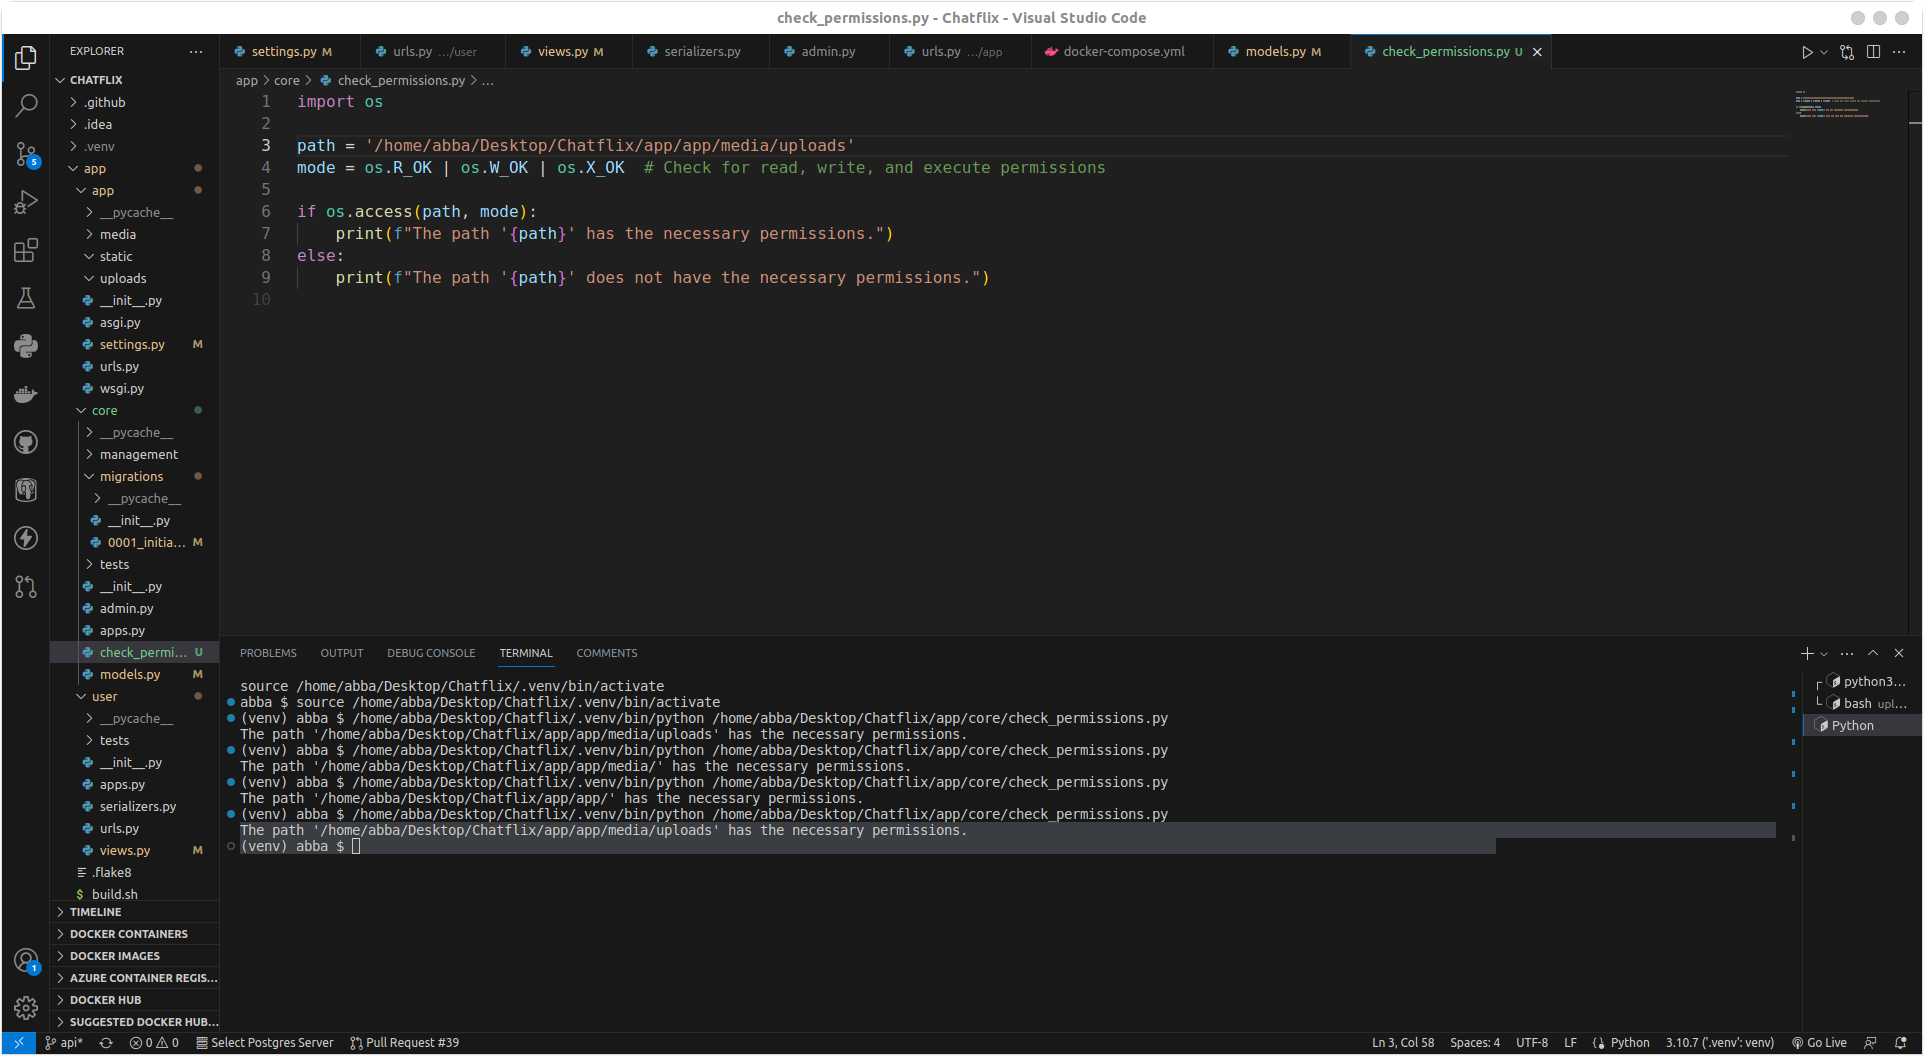 check_permissions.py - Chatflix - Visual Studio Code
EXPLORER
settings.py M
urls.py .../user
views.py M
serializers.py
admin.py
urls.py .../app
docker-compose.yml
models.py M
check_permissions.py U
CHATFLIX
.github
.idea
.venv
app
app
__pycache__
media
static
uploads
__init__.py
asgi.py
settings.py M
urls.py
wsgi.py
core
__pycache__
management
migrations
__pycache__
__init__.py
0001_initia... M
tests
__init__.py
admin.py
apps.py
check_permi... U
models.py M
user
__pycache__
tests
__init__.py
apps.py
serializers.py
urls.py
views.py M
.flake8
$ build.sh
TIMELINE
DOCKER CONTAINERS
DOCKER IMAGES
AZURE CONTAINER REGIS...
DOCKER HUB
SUGGESTED DOCKER HUB...
5
1
app > core > check_permissions.py > ...
1 import os
2
3 path = '/home/abba/Desktop/Chatflix/app/app/media/uploads'
4 mode = os.R_OK | os.W_OK | os.X_OK # Check for read, write, and execute permissions
5
6 if os.access(path, mode):
7 print(f"The path '{path}' has the necessary permissions.")
8 else:
9 print(f"The path '{path}' does not have the necessary permissions.")
10
PROBLEMS OUTPUT DEBUG CONSOLE TERMINAL COMMENTS
source /home/abba/Desktop/Chatflix/.venv/bin/activate
abba $ source /home/abba/Desktop/Chatflix/.venv/bin/activate
(venv) abba $ /home/abba/Desktop/Chatflix/.venv/bin/python /home/abba/Desktop/Chatflix/app/core/check_permissions.py
The path '/home/abba/Desktop/Chatflix/app/app/media/uploads' has the necessary permissions.
(venv) abba $ /home/abba/Desktop/Chatflix/.venv/bin/python /home/abba/Desktop/Chatflix/app/core/check_permissions.py
The path '/home/abba/Desktop/Chatflix/app/app/media/' has the necessary permissions.
(venv) abba $ /home/abba/Desktop/Chatflix/.venv/bin/python /home/abba/Desktop/Chatflix/app/core/check_permissions.py
The path '/home/abba/Desktop/Chatflix/app/app/' has the necessary permissions.
(venv) abba $ /home/abba/Desktop/Chatflix/.venv/bin/python /home/abba/Desktop/Chatflix/app/core/check_permissions.py
The path '/home/abba/Desktop/Chatflix/app/app/media/uploads' has the necessary permissions.
(venv) abba $
python3...
bash upl...
Python
api* 0 0 Select Postgres Server Pull Request #39 Ln 3, Col 58 Spaces: 4 UTF-8 LF Python 3.10.7 ('.venv': venv) Go Live